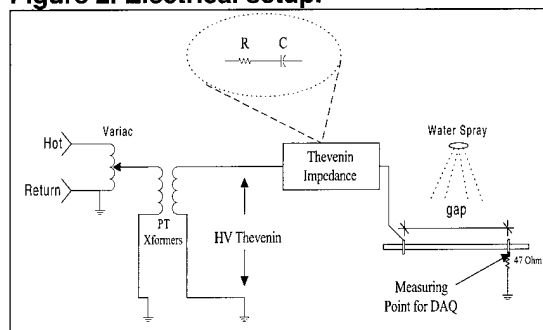 Figure 2. Electrical setup.
R C
Hot
Variac
Return
PT
Xformers
HV Thevenin
Thevenin
Impedance
Water Spray
gap
47 Ohm
Measuring
Point for DAQ